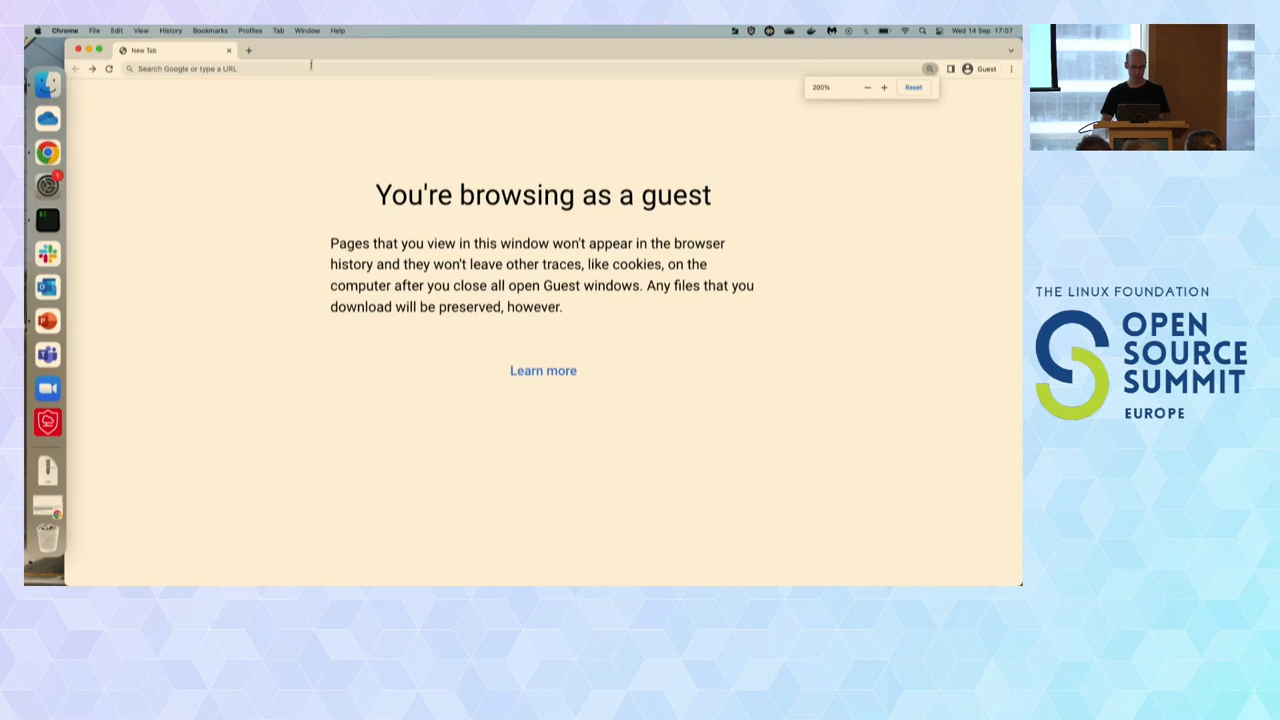 Chrome File Edit View History Bookmarks Profiles Tab Window Help
Wed 14 Sep 17:07
New Tab
Search Google or type a URL
Guest
200% − + Reset
You're browsing as a guest
Pages that you view in this window won't appear in the browser
history and they won't leave other traces, like cookies, on the
computer after you close all open Guest windows. Any files that you
download will be preserved, however.
Learn more
1
THE LINUX FOUNDATION
OPEN
SOURCE
SUMMIT
EUROPE